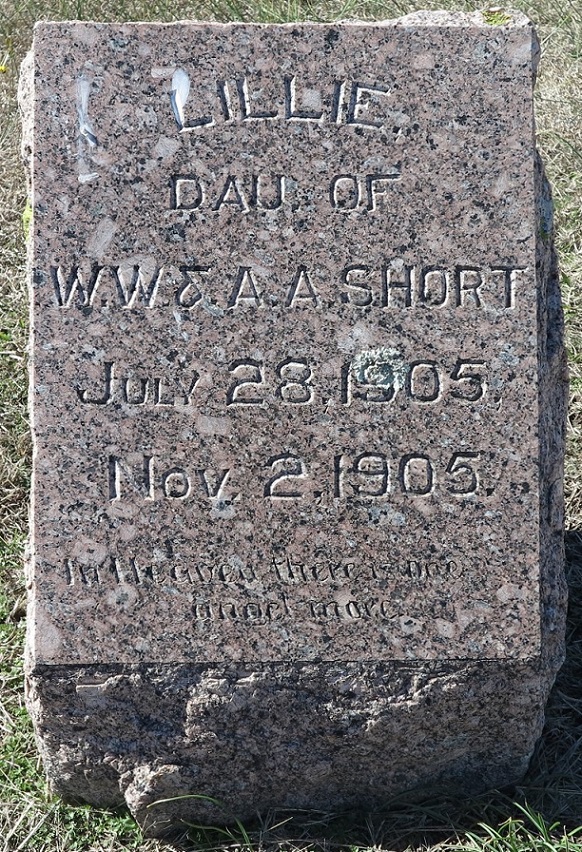 LILLIE,
DAU. OF
W.W. & A.A. SHORT
JULY 28, 1905,
NOV. 2, 1905.
In Heaven there is one
angel more.